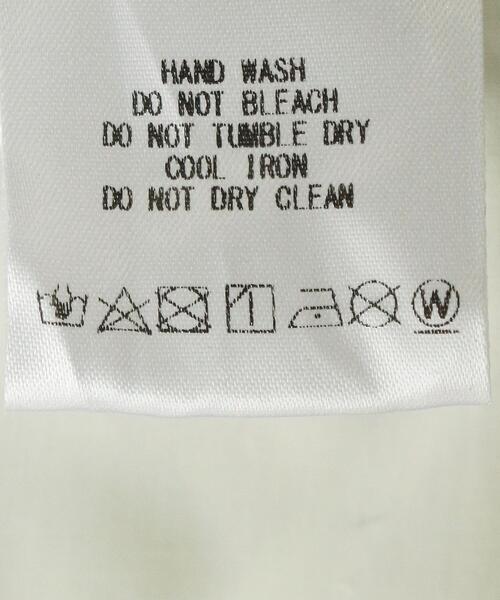 HAND WASH
DO NOT BLEACH
DO NOT TUMBLE DRY
COOL IRON
DO NOT DRY CLEAN
W